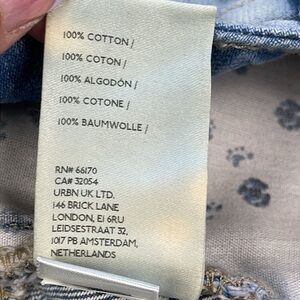 100% COTTON /
100% COTON /
100% ALGODÓN /
100% COTONE /
100% BAUMWOLLE /
RN# 66170
CA# 32054
URBN UK LTD.
146 BRICK LANE
LONDON, E1 6RU
LEIDSESTRAAT 32,
1017 PB AMSTERDAM,
NETHERLANDS